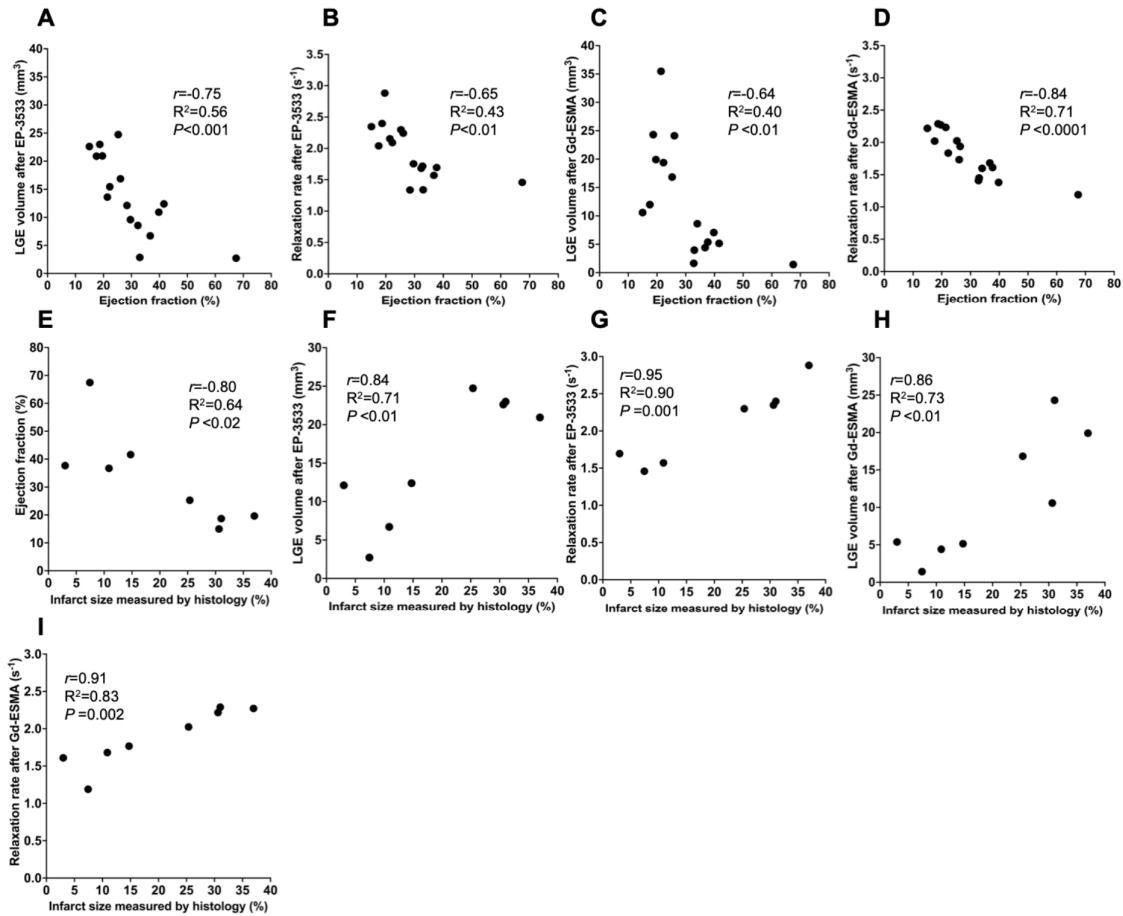 A
LGE volume after EP-3533 (mm³)
40
35
30
25
20
15
10
5
0
r=-0.75
R²=0.56
P<0.001
0 10 20 30 40 50 60 70 80
Ejection fraction (%)
B
Relaxation rate after EP-3533 (s⁻¹)
3.5
3.0
2.5
2.0
1.5
1.0
0.5
0.0
r=-0.65
R²=0.43
P<0.01
0 10 20 30 40 50 60 70 80
Ejection fraction (%)
C
LGE volume after Gd-ESMA (mm³)
40
35
30
25
20
15
10
5
0
r=-0.64
R²=0.40
P <0.01
0 10 20 30 40 50 60 70 80
Ejection fraction (%)
D
Relaxation rate after Gd-ESMA (s⁻¹)
3.5
3.0
2.5
2.0
1.5
1.0
0.5
0.0
r=-0.84
R²=0.71
P <0.0001
0 10 20 30 40 50 60 70 80
Ejection fraction (%)
E
Ejection fraction (%)
80
70
60
50
40
30
20
10
0
r=-0.80
R²=0.64
P <0.02
0 5 10 15 20 25 30 35 40
Infarct size measured by histology (%)
F
LGE volume after EP-3533 (mm³)
30
25
20
15
10
5
0
r=0.84
R²=0.71
P <0.01
0 5 10 15 20 25 30 35 40
Infarct size measured by histology (%)
G
Relaxation rate after EP-3533 (s⁻¹)
3.0
2.5
2.0
1.5
1.0
0.5
0.0
r=0.95
R²=0.90
P =0.001
0 5 10 15 20 25 30 35 40
Infarct size measured by histology (%)
H
LGE volume after Gd-ESMA (mm³)
30
25
20
15
10
5
0
r=0.86
R²=0.73
P <0.01
0 5 10 15 20 25 30 35 40
Infarct size measured by histology (%)
I
Relaxation rate after Gd-ESMA (s⁻¹)
3.0
2.5
2.0
1.5
1.0
0.5
0.0
r=0.91
R²=0.83
P =0.002
0 5 10 15 20 25 30 35 40
Infarct size measured by histology (%)